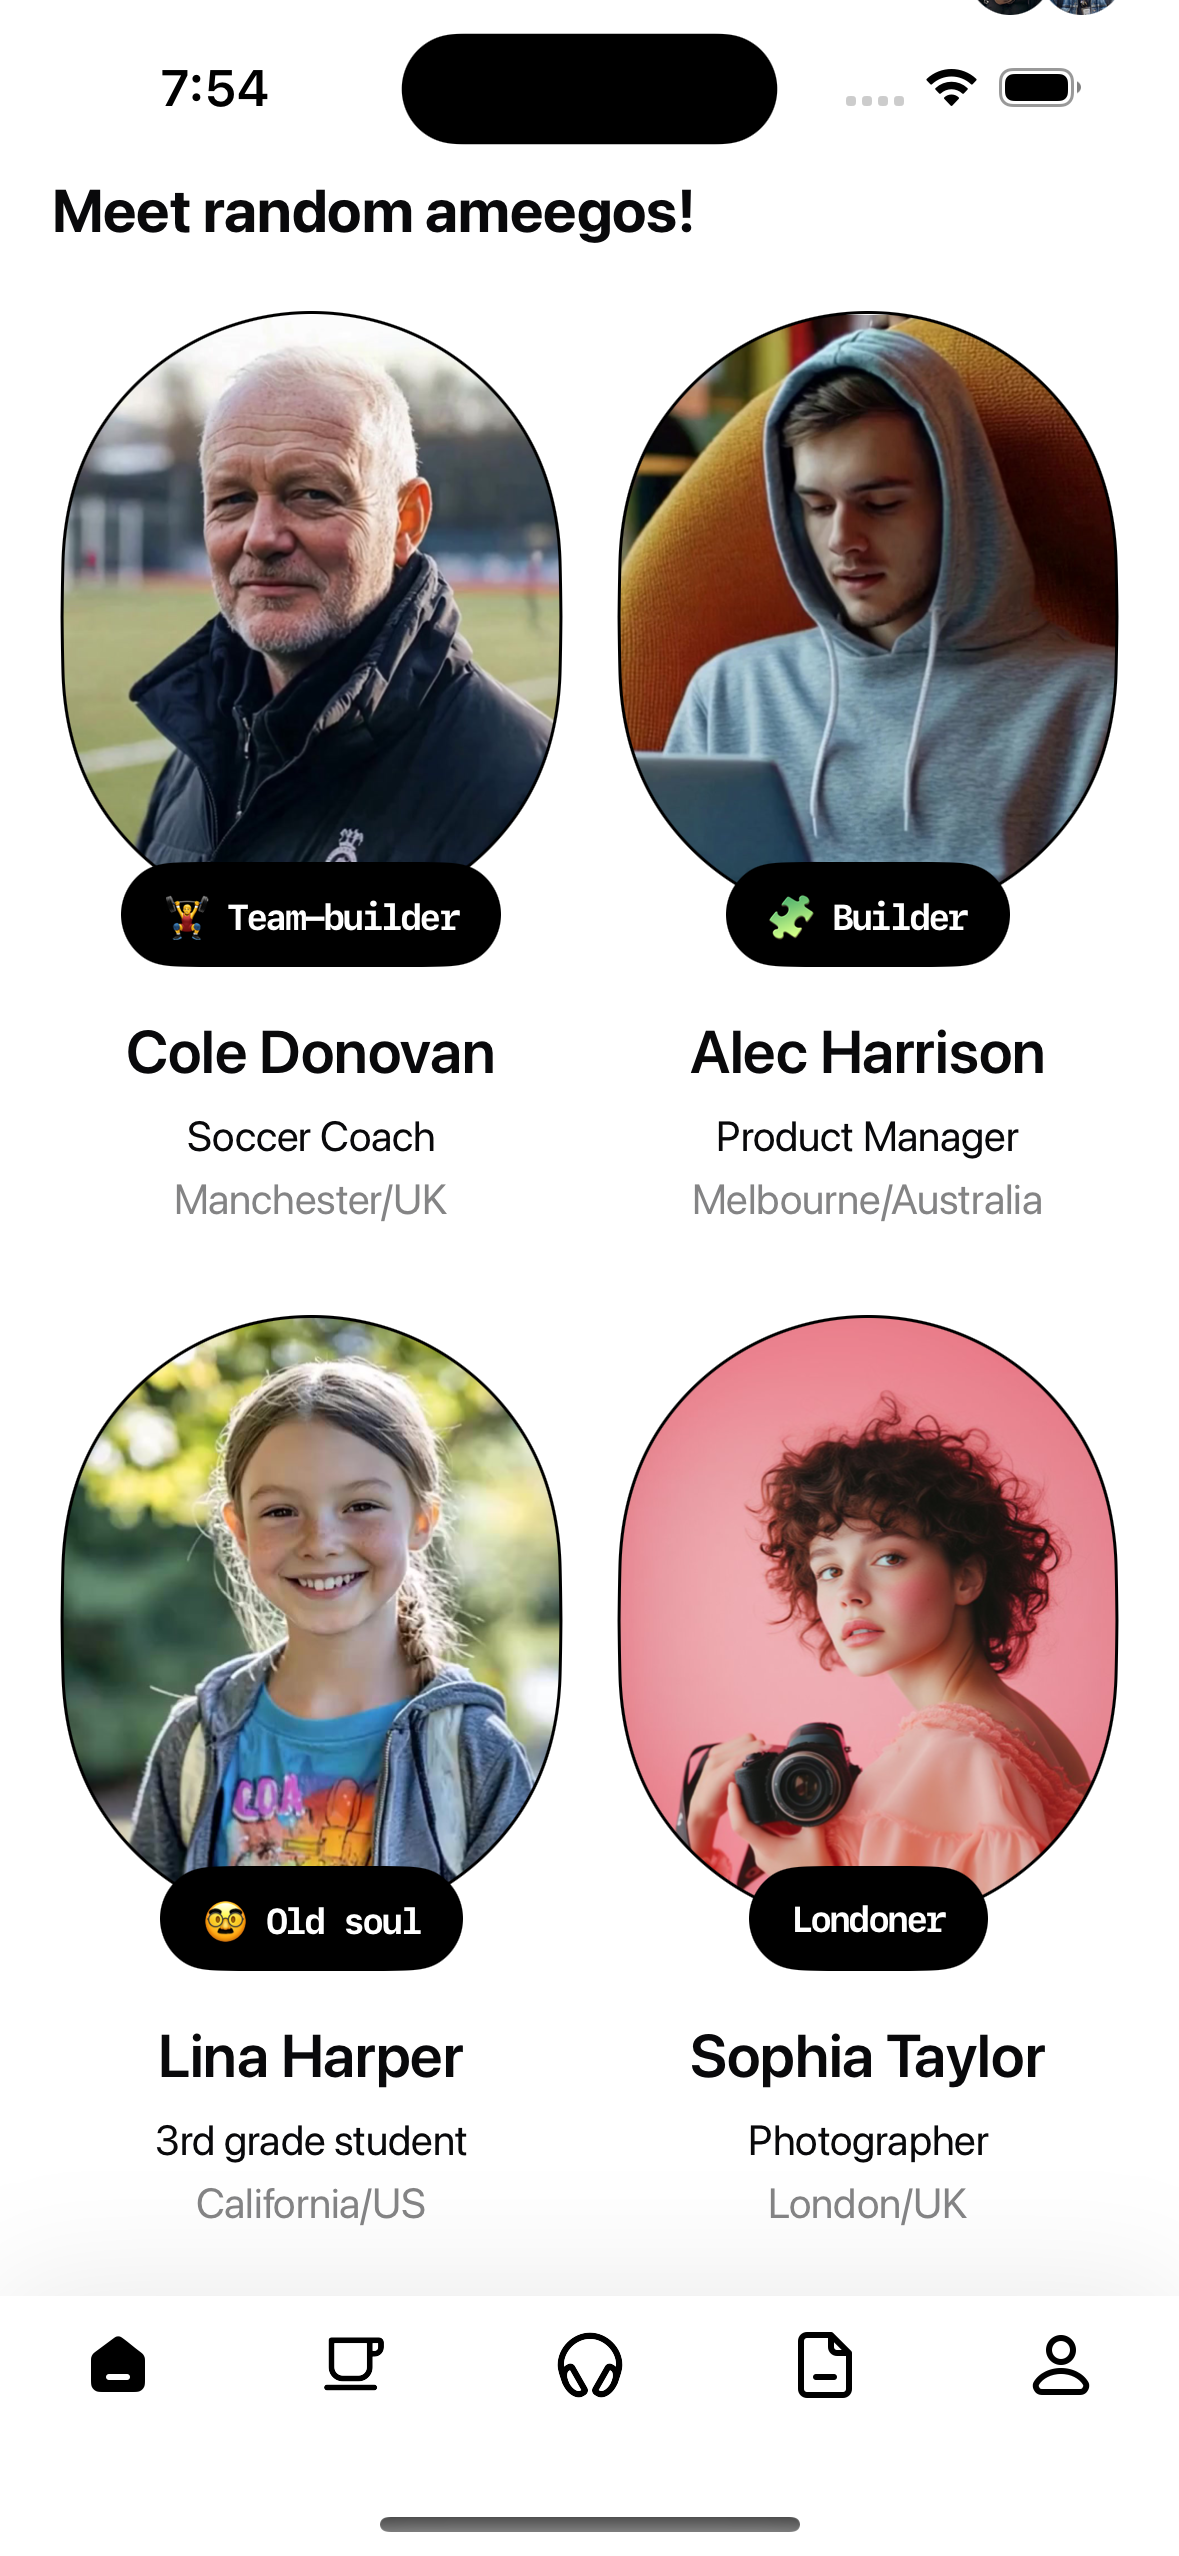 7:54
Meet random ameegos!
Team-builder
Builder
Cole Donovan
Alec Harrison
Soccer Coach
Product Manager
Manchester/UK
Melbourne/Australia
COA
Old soul
Londoner
Lina Harper
Sophia Taylor
3rd grade student
Photographer
California/US
London/UK